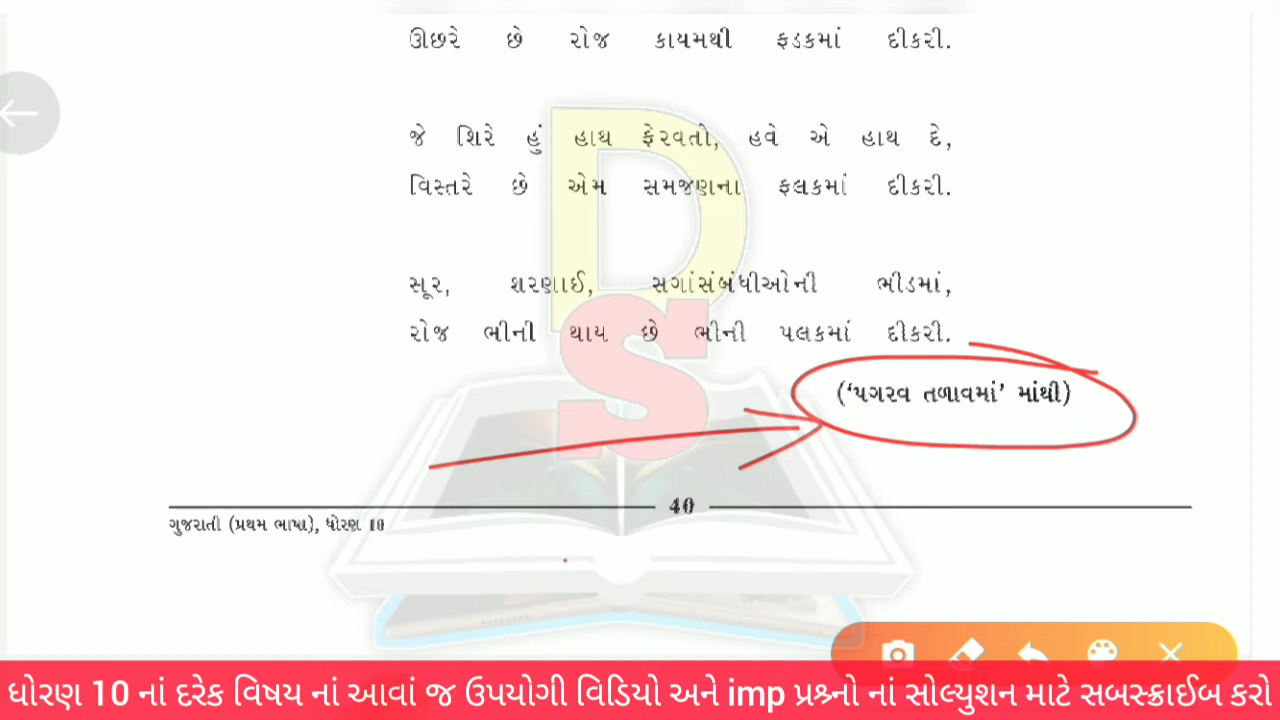 ઊછરે છે રોજ કાયમથી ફડકમાં દીકરી.
જે શિરે હું હાથ ફેરવતો, હવે એ હાથ દે,
વિસ્તરે છે એમ સમજણના ફલકમાં દીકરી.
સૂર, શરણાઈ, સગાંસંબંધીઓની ભીડમાં,
રોજ ભીની થાય છે ભીની પલકમાં દીકરી.
(‘પગરવ તળાવમાં’ માંથી)
40
ગુજરાતી (પ્રથમ ભાષા), ધોરણ 10
DS
ધોરણ 10 નાં દરેક વિષય નાં આવાં જ ઉપયોગી વિડિયો અને imp પ્રશ્નો નાં સોલ્યુશન માટે સબસ્ક્રાઈબ કરો